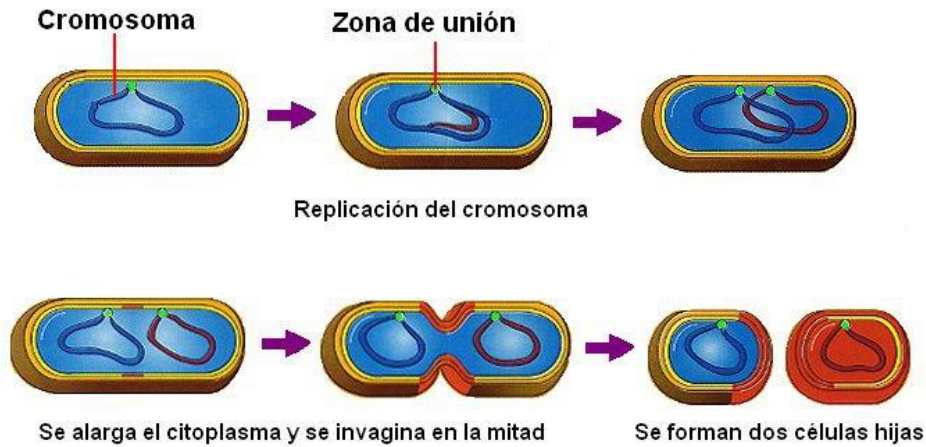 Cromosoma
Zona de unión
Replicación del cromosoma
Se alarga el citoplasma y se invagina en la mitad
Se forman dos células hijas